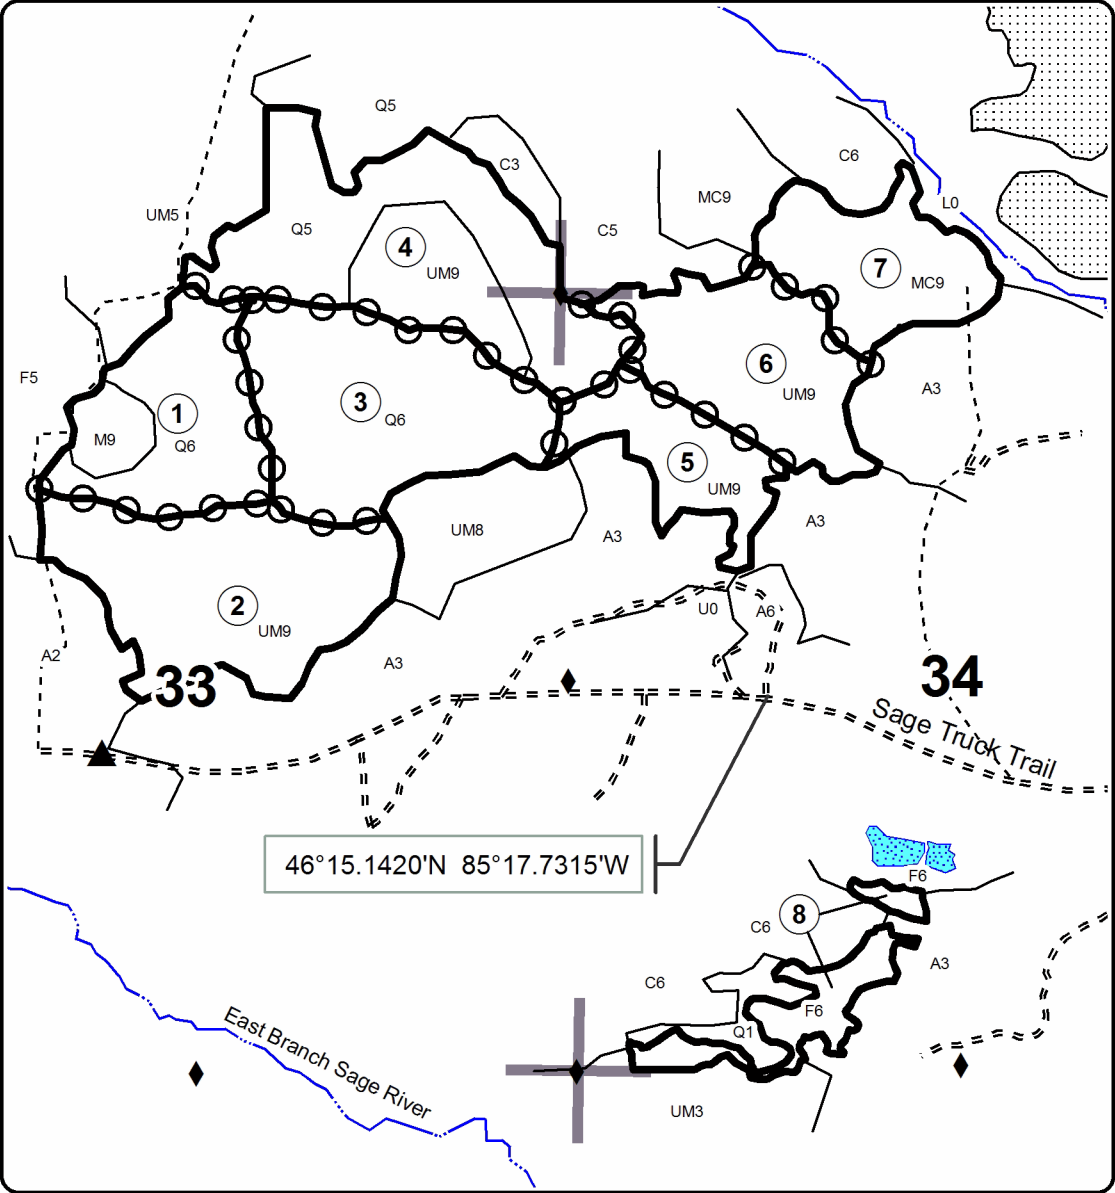 Q5
C3
C6
MC9
L0
UM5
Q5
C5
4
UM9
7
MC9
F5
6
UM9
A3
1
Q6
3
Q6
M9
5
UM9
UM8
A3
A3
2
UM9
U0
A6
A2
A3
33
34
Sage Truck Trail
46°15.1420'N 85°17.7315'W
F6
8
C6
A3
C6
F6
Q1
East Branch Sage River
UM3